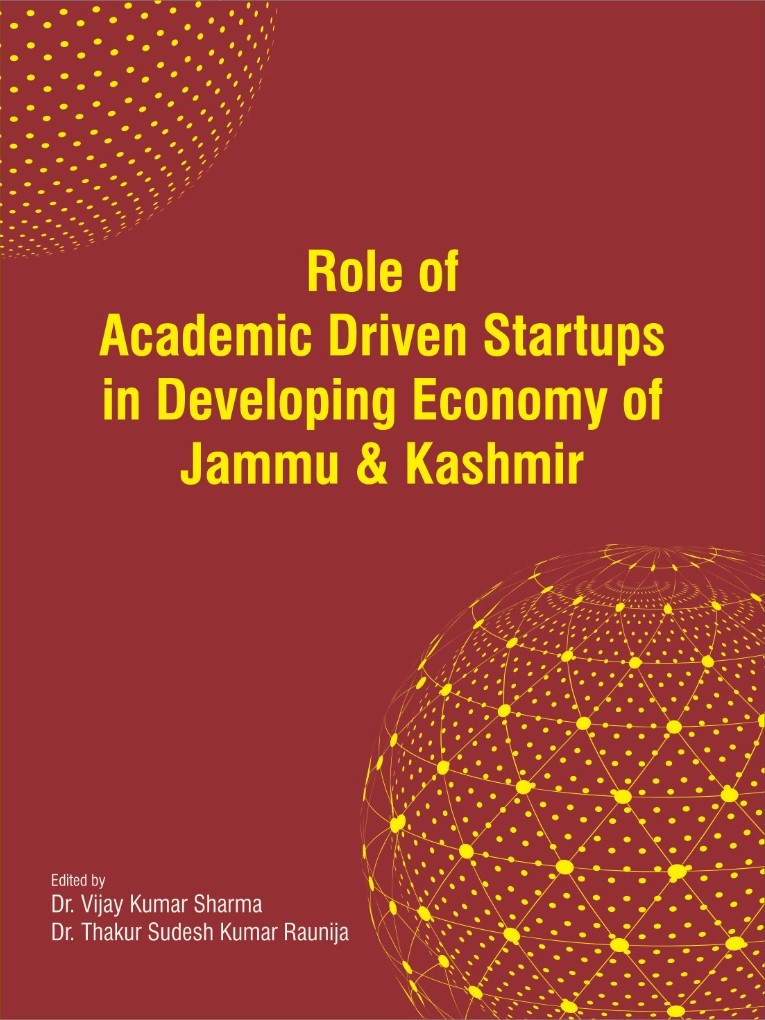 Role of
Academic Driven Startups
in Developing Economy of
Jammu & Kashmir
Edited by
Dr. Vijay Kumar Sharma
Dr. Thakur Sudesh Kumar Raunija